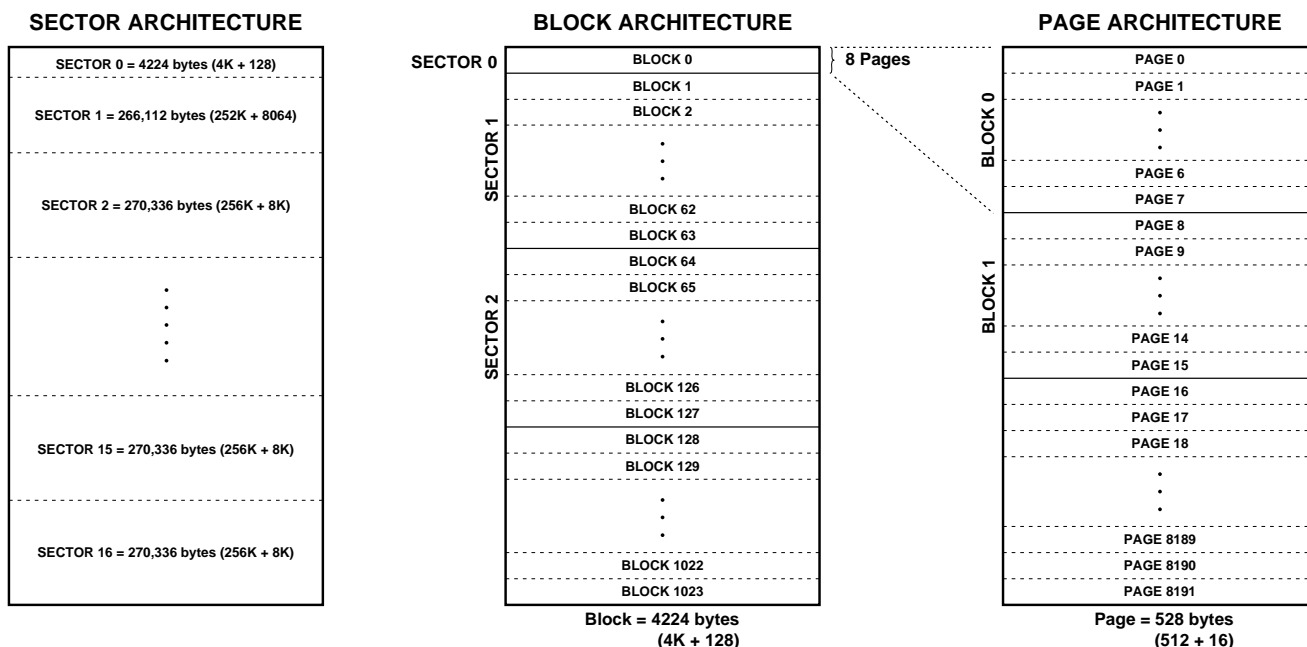 SECTOR ARCHITECTURE
SECTOR 0 = 4224 bytes (4K + 128)
SECTOR 1 = 266,112 bytes (252K + 8064)
SECTOR 2 = 270,336 bytes (256K + 8K)
SECTOR 15 = 270,336 bytes (256K + 8K)
SECTOR 16 = 270,336 bytes (256K + 8K)
BLOCK ARCHITECTURE
SECTOR 0
SECTOR 1
SECTOR 2
BLOCK 0
BLOCK 1
BLOCK 2
BLOCK 62
BLOCK 63
BLOCK 64
BLOCK 65
BLOCK 126
BLOCK 127
BLOCK 128
BLOCK 129
BLOCK 1022
BLOCK 1023
Block = 4224 bytes
(4K + 128)
8 Pages
PAGE ARCHITECTURE
BLOCK 0
BLOCK 1
PAGE 0
PAGE 1
PAGE 6
PAGE 7
PAGE 8
PAGE 9
PAGE 14
PAGE 15
PAGE 16
PAGE 17
PAGE 18
PAGE 8189
PAGE 8190
PAGE 8191
Page = 528 bytes
(512 + 16)